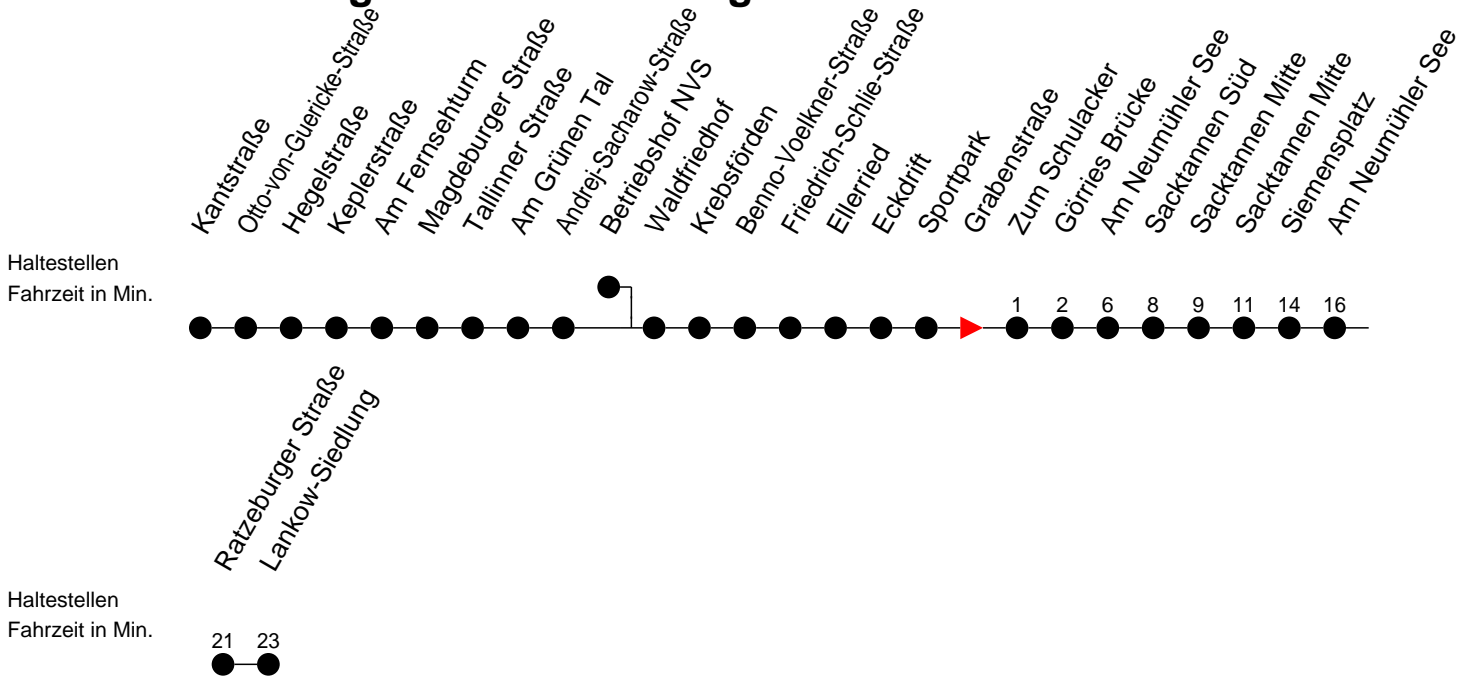 Kantstraße
Otto-von-Guericke-Straße
Hegelstraße
Keplerstraße
Am Fernsehturm
Magdeburger Straße
Tallinner Straße
Am Grünen Tal
Andrej-Sacharow-Straße
Betriebshof NVS
Waldfriedhof
Krebsförden
Benno-Voelkner-Straße
Friedrich-Schlie-Straße
Ellerried
Eckdrift
Sportpark
Grabenstraße
Zum Schulacker
Görries Brücke
Am Neumühler See
Sacktannen Süd
Sacktannen Mitte
Sacktannen Mitte
Siemensplatz
Am Neumühler See
Haltestellen
Fahrzeit in Min.
1 2 6 8 9 11 14 16
Ratzeburger Straße
Lankow-Siedlung
Haltestellen
Fahrzeit in Min.
21 23